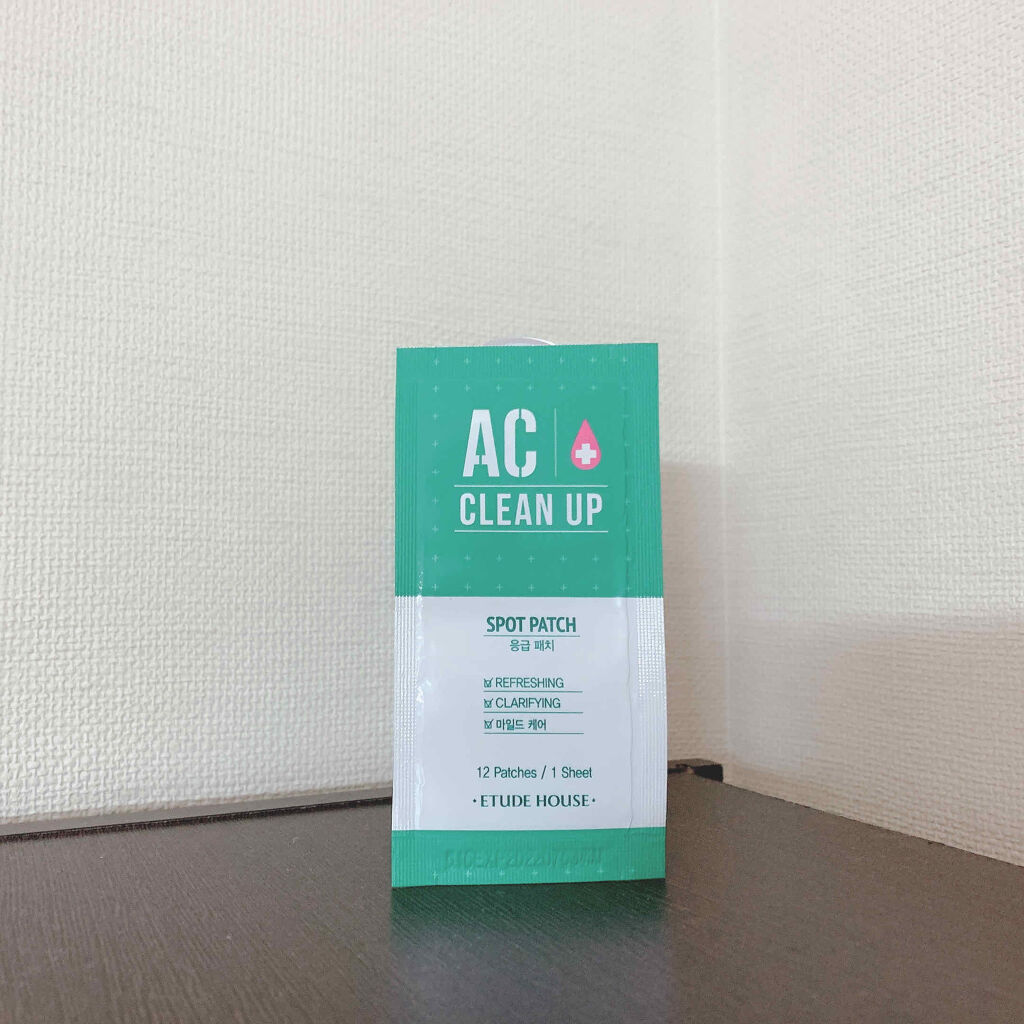 AC
CLEAN UP
SPOT PATCH
응급 패치
REFRESHING
CLARIFYING
마일드 케어
12 Patches / 1 Sheet
·ETUDE HOUSE·